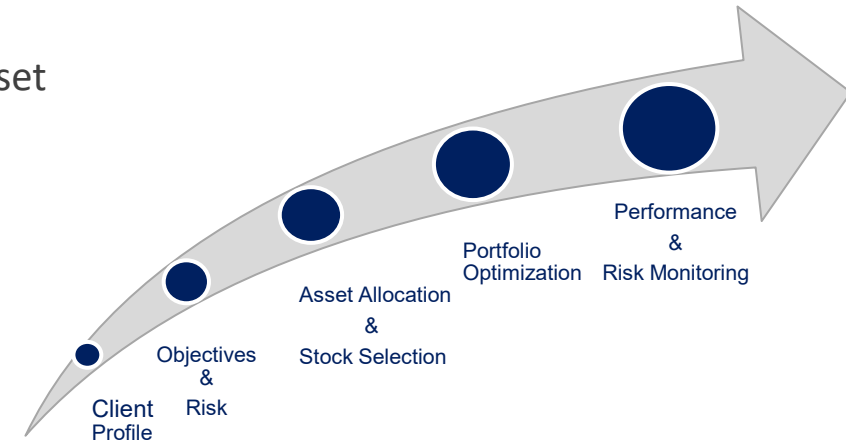 set
Client
Profile
Objectives
&
Risk
Asset Allocation
&
Stock Selection
Portfolio
Optimization
Performance
&
Risk Monitoring